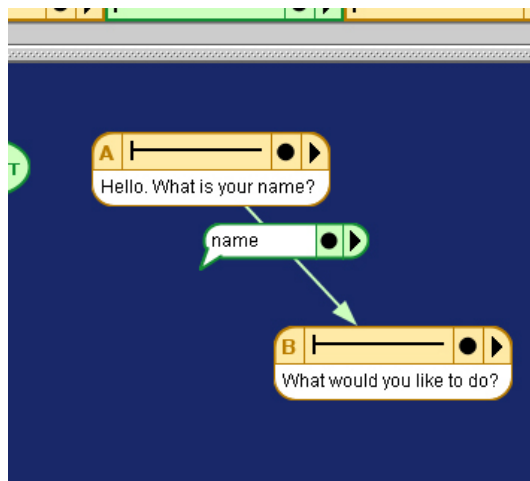 T
A
Hello. What is your name?
name
B
What would you like to do?